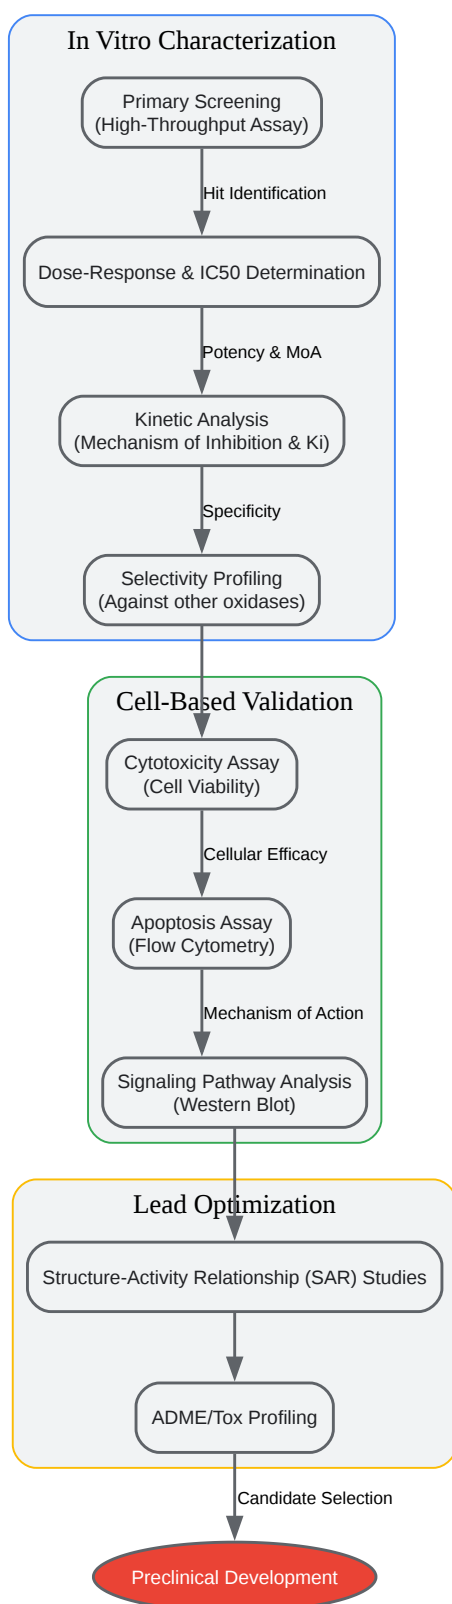 In Vitro Characterization
Primary Screening
(High-Throughput Assay)
Hit Identification
Dose-Response & IC50 Determination
Potency & MoA
Kinetic Analysis
(Mechanism of Inhibition & Ki)
Specificity
Selectivity Profiling
(Against other oxidases)
Cell-Based Validation
Cytotoxicity Assay
(Cell Viability)
Cellular Efficacy
Apoptosis Assay
(Flow Cytometry)
Mechanism of Action
Signaling Pathway Analysis
(Western Blot)
Lead Optimization
Structure-Activity Relationship (SAR) Studies
ADME/Tox Profiling
Candidate Selection
Preclinical Development